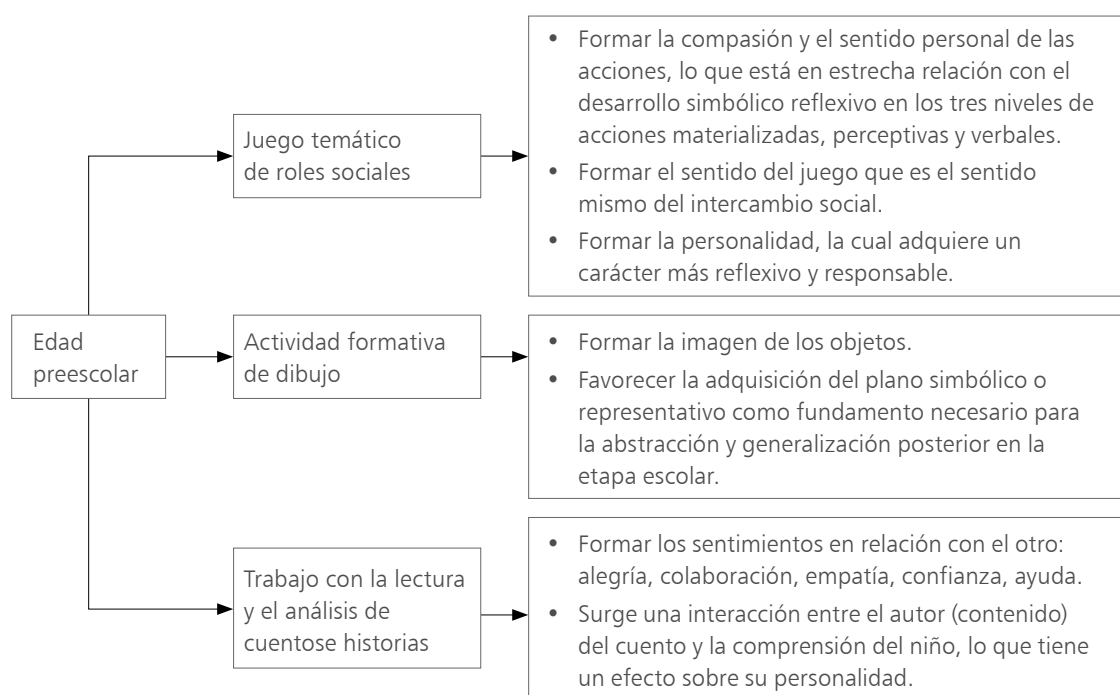 Edad
preescolar
Juego temático
de roles sociales
• Formar la compasión y el sentido personal de las
acciones, lo que está en estrecha relación con el
desarrollo simbólico reflexivo en los tres niveles de
acciones materializadas, perceptivas y verbales.
• Formar el sentido del juego que es el sentido
mismo del intercambio social.
• Formar la personalidad, la cual adquiere un
carácter más reflexivo y responsable.
Actividad formativa
de dibujo
• Formar la imagen de los objetos.
• Favorecer la adquisición del plano simbólico o
representativo como fundamento necesario para
la abstracción y generalización posterior en la
etapa escolar.
Trabajo con la lectura
y el análisis de
cuentose historias
• Formar los sentimientos en relación con el otro:
alegría, colaboración, empatía, confianza, ayuda.
• Surge una interacción entre el autor (contenido)
del cuento y la comprensión del niño, lo que tiene
un efecto sobre su personalidad.